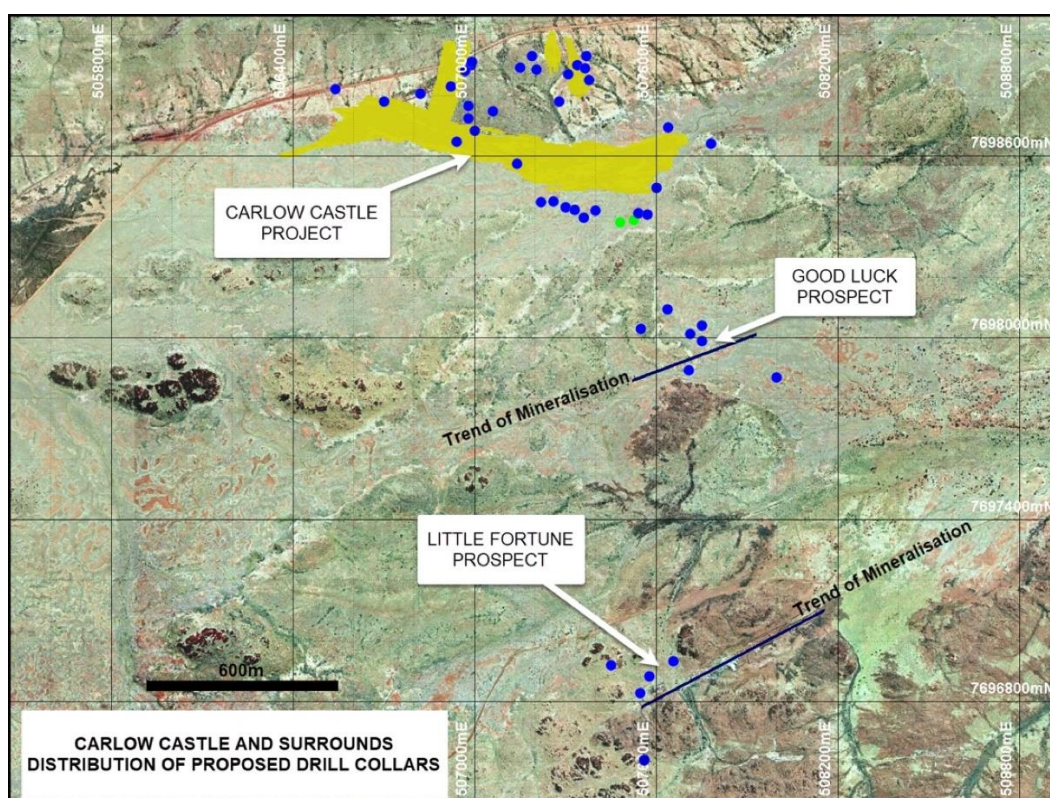 505800mE
506400mE
507000mE
507600mE
508200mE
508800mE
7698600mN
CARLOW CASTLE
PROJECT
GOOD LUCK
PROSPECT
7698000mN
Trend of Mineralisation
7697400mN
LITTLE FORTUNE
PROSPECT
Trend of Mineralisation
600m
7696800mN
CARLOW CASTLE AND SURROUNDS
DISTRIBUTION OF PROPOSED DRILL COLLARS
507000mE
508200mE
508800mE